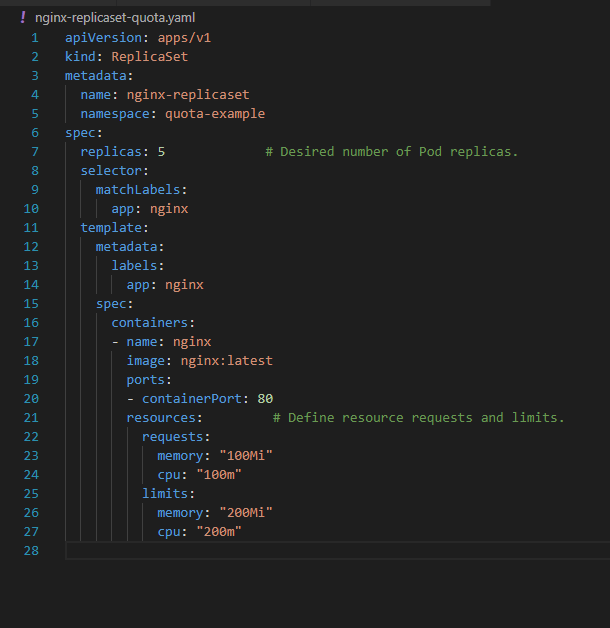 ! nginx-replicaset-quota.yaml
1 apiVersion: apps/v1
2 kind: ReplicaSet
3 metadata:
4   name: nginx-replicaset
5   namespace: quota-example
6 spec:
7   replicas: 5             # Desired number of Pod replicas.
8   selector:
9     matchLabels:
10       app: nginx
11   template:
12     metadata:
13       labels:
14         app: nginx
15     spec:
16       containers:
17       - name: nginx
18         image: nginx:latest
19         ports:
20         - containerPort: 80
21         resources:         # Define resource requests and limits.
22           requests:
23             memory: "100Mi"
24             cpu: "100m"
25           limits:
26             memory: "200Mi"
27             cpu: "200m"
28